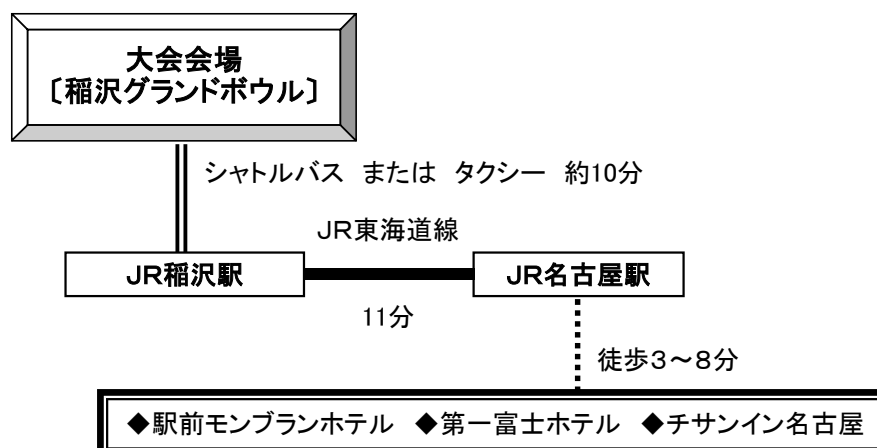 大会会場
〔稲沢グランドボウル〕
シャトルバス または タクシー 約10分
JR東海道線
JR稲沢駅
JR名古屋駅
11分
徒歩3~8分
◆駅前モンブランホテル ◆第一富士ホテル ◆チサンイン名古屋